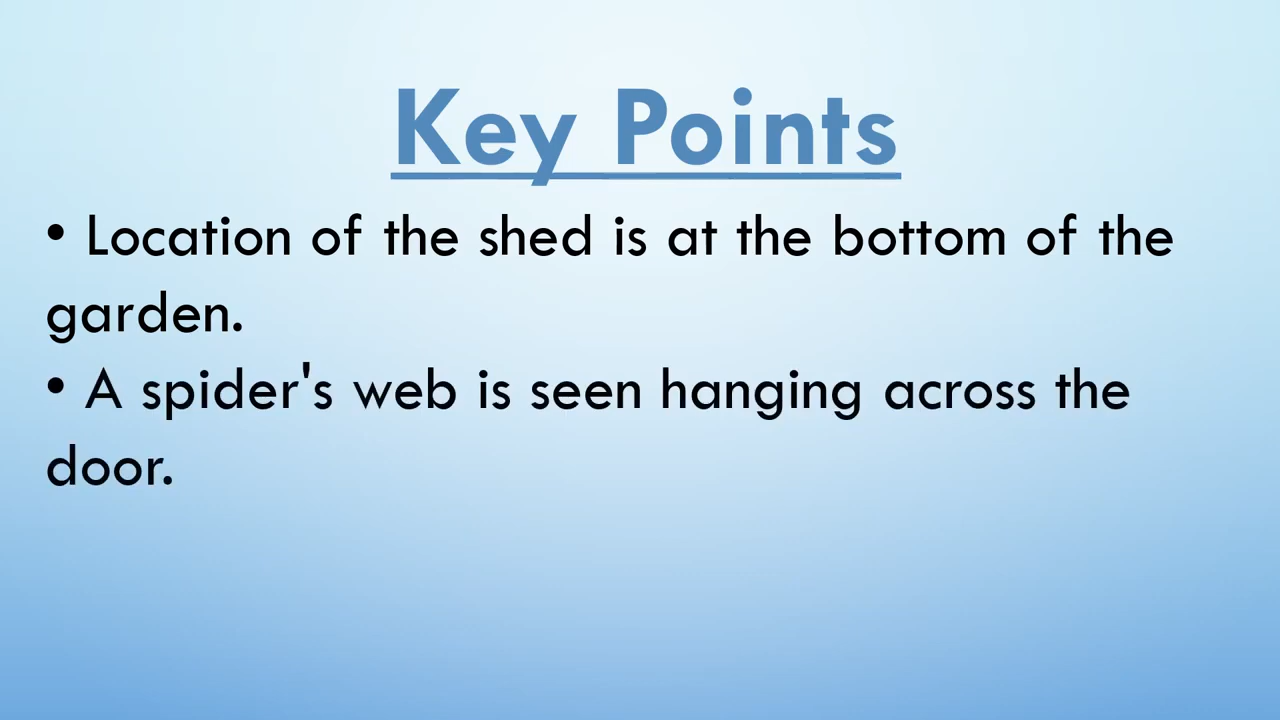 Key Points
• Location of the shed is at the bottom of the
garden.
• A spider's web is seen hanging across the
door.